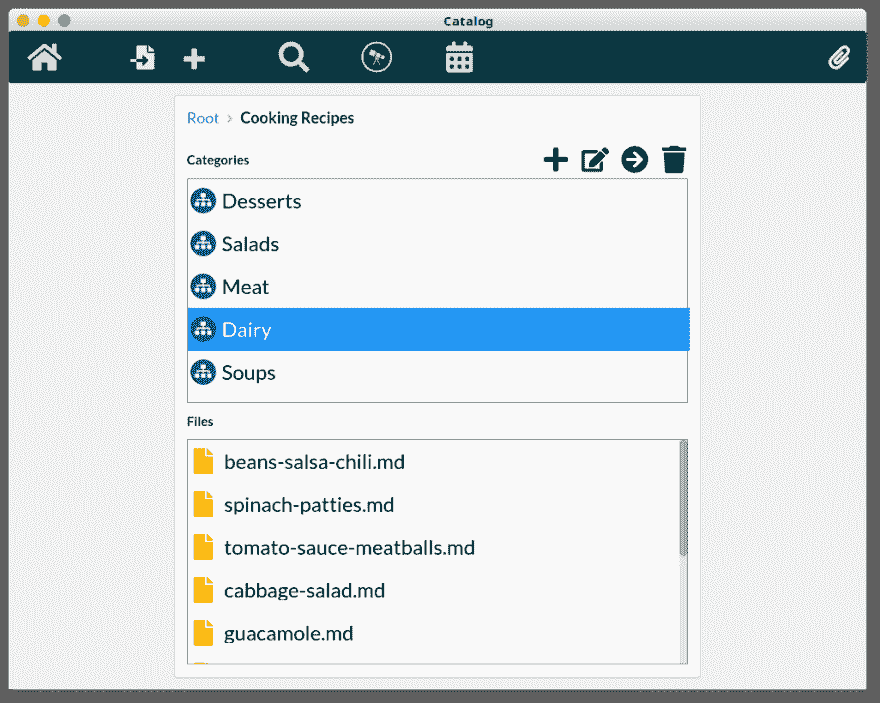 Catalog
Root › Cooking Recipes
Categories
Desserts
Salads
Meat
Dairy
Soups
Files
beans-salsa-chili.md
spinach-patties.md
tomato-sauce-meatballs.md
cabbage-salad.md
guacamole.md